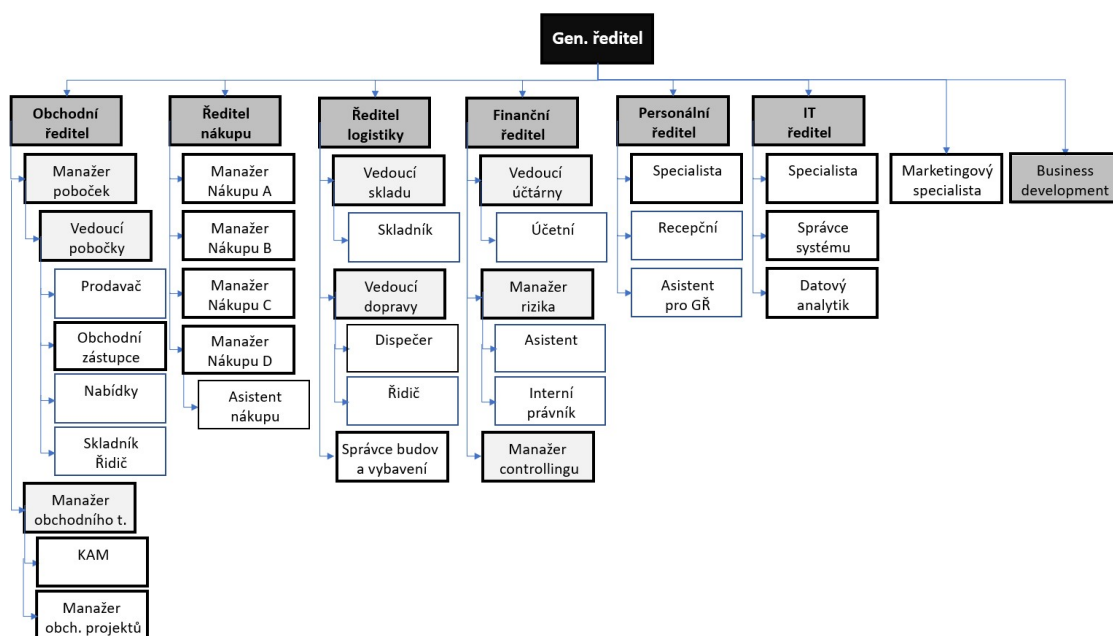 Gen. ředitel
Obchodní
ředitel
Manažer
poboček
Vedoucí
pobočky
Prodavač
Obchodní
zástupce
Nabídky
Skladník
Řidič
Manažer
obchodního t.
KAM
Manažer
obch. projektů
Ředitel
nákupu
Manažer
Nákupu A
Manažer
Nákupu B
Manažer
Nákupu C
Manažer
Nákupu D
Asistent
nákupu
Ředitel
logistiky
Vedoucí
skladu
Skladník
Vedoucí
dopravy
Dispečer
Řidič
Správce budov
a vybavení
Finanční
ředitel
Vedoucí
účtárny
Účetní
Manažer
rizika
Asistent
Interní
právník
Manažer
controllingu
Personální
ředitel
Specialista
Recepční
Asistent
pro GŘ
IT
ředitel
Specialista
Správce
systému
Datový
analytik
Marketingový
specialista
Business
development